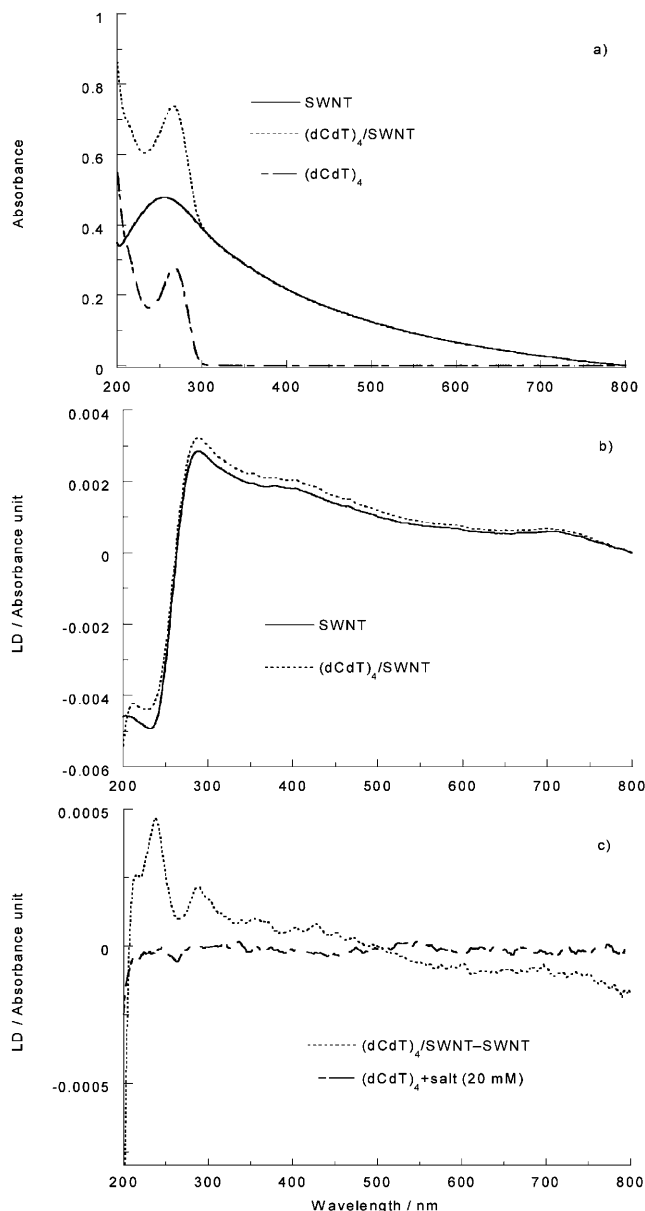 a)
1
0.8
0.6
0.4
0.2
0
Absorbance
SWNT
(dCdT)₄/SWNT
(dCdT)₄
200 300 400 500 600 700 800
b)
0.004
0.002
0
-0.002
-0.004
-0.006
LD / Absorbance unit
SWNT
(dCdT)₄/SWNT
200 300 400 500 600 700 800
c)
0.0005
0
-0.0005
LD / Absorbance unit
(dCdT)₄/SWNT–SWNT
(dCdT)₄+salt (20 mM)
200 300 400 500 600 700 800
Wavelength / nm